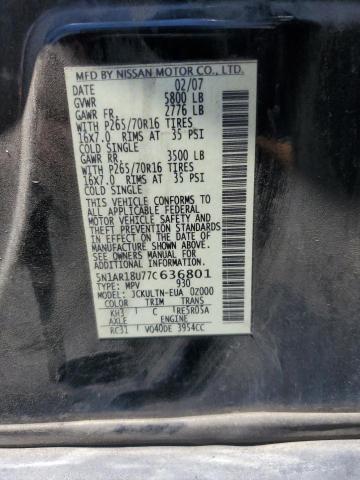 MFD BY NISSAN MOTOR CO., LTD.
DATE 02/07
GVWR 5800 LB
GAWR FR. 2776 LB
WITH P265/70R16 TIRES
16X7.0 RIMS AT 35 PSI
COLD SINGLE
GAWR RR. 3500 LB
WITH P265/70R16 TIRES
16X7.0 RIMS AT 35 PSI
COLD SINGLE
THIS VEHICLE CONFORMS TO
ALL APPLICABLE FEDERAL
MOTOR VEHICLE SAFETY AND
THEFT PREVENTION STANDARDS
IN EFFECT ON THE DATE OF
MANUFACTURE SHOWN ABOVE.
SEE OWNERS MANUAL FOR
ADDITIONAL INFORMATION.
5N1AR18U77C636801
TYPE: MPV 930
MODEL: JCKULTN-EUA 0Z000
COLOR TRIM TRANS
KH3 C RE5R05A
AXLE ENGINE
RC31 VQ40DE 3954CC